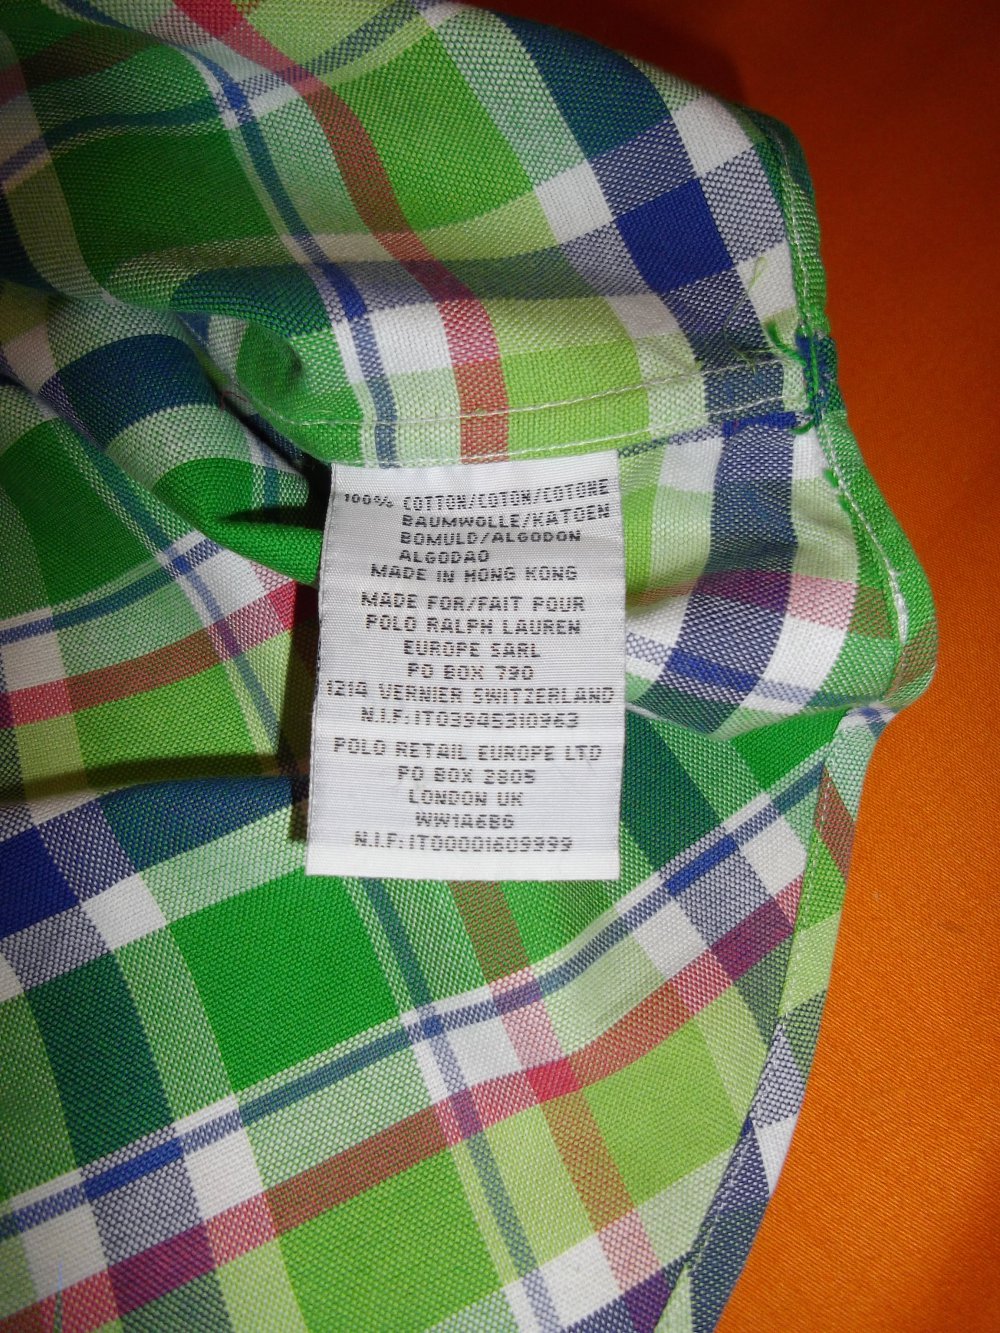 100% COTTON/COTON/COTONE
BAUMWOLLE/KATOEN
BOMULD/ALGODON
ALGODAO
MADE IN HONG KONG
MADE FOR/FAIT POUR
POLO RALPH LAUREN
EUROPE SARL
PO BOX 790
1214 VERNIER SWITZERLAND
N.I.F:IT03945310963
POLO RETAIL EUROPE LTD
PO BOX 2805
LONDON UK
WW1A6BG
N.I.F:IT00001609999